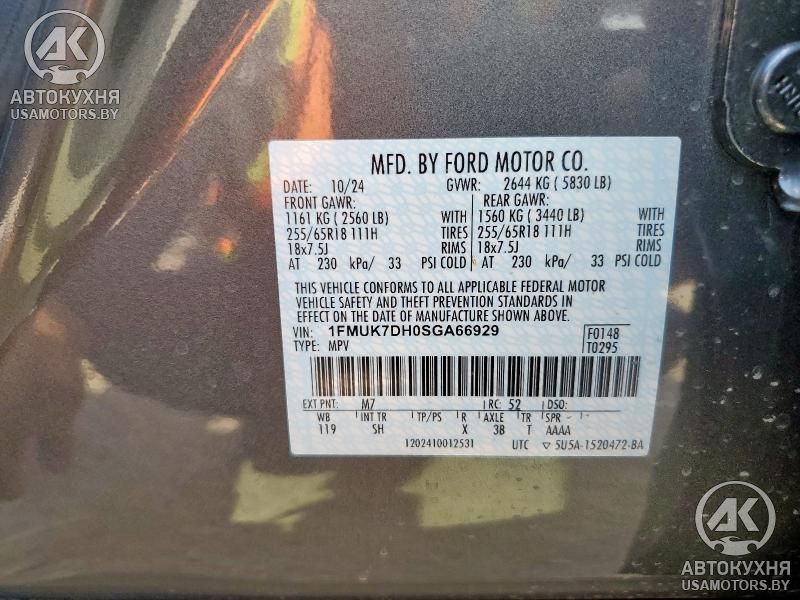 AK
АВТОКУХНЯ
USAMOTORS.BY
MFD. BY FORD MOTOR CO.
DATE: 10/24 GVWR: 2644 KG ( 5830 LB)
FRONT GAWR: REAR GAWR:
1161 KG ( 2560 LB) WITH 1560 KG ( 3440 LB) WITH
255/65R18 111H TIRES 255/65R18 111H TIRES
18x7.5J RIMS 18x7.5J RIMS
AT 230 kPa/ 33 PSI COLD AT 230 kPa/ 33 PSI COLD
THIS VEHICLE CONFORMS TO ALL APPLICABLE FEDERAL MOTOR
VEHICLE SAFETY AND THEFT PREVENTION STANDARDS IN
EFFECT ON THE DATE OF MANUFACTURE SHOWN ABOVE.
VIN: 1FMUK7DH0SGA66929 F0148
TYPE: MPV T0295
EXT PNT: M7 RC: 52 DSO:
WB INT TR TP/PS R AXLE TR SPR
119 SH X 3B T AAAA
1202410012531 UTC ▽ SU5A-1520472-BA
AK
АВТОКУХНЯ
USAMOTORS.BY